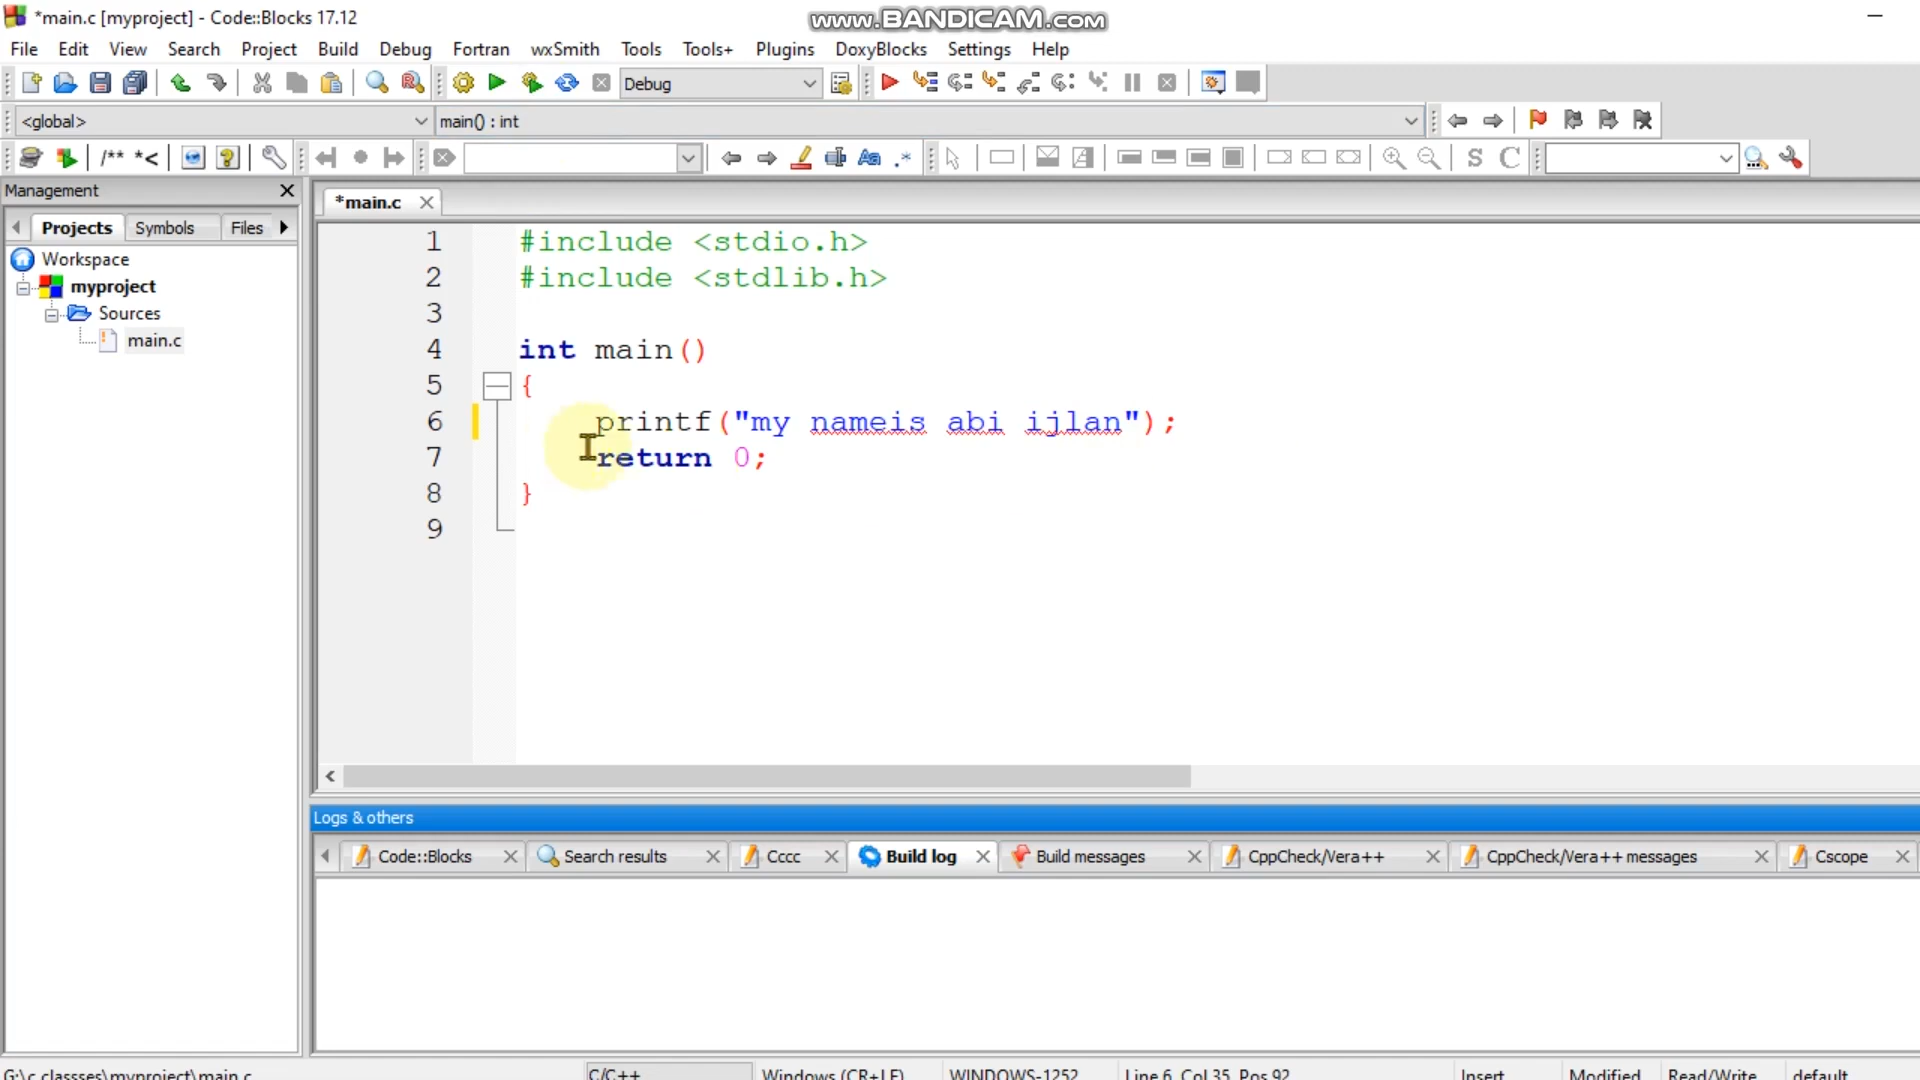 *main.c [myproject] - Code::Blocks 17.12
www.BANDICAM.com
File Edit View Search Project Build Debug Fortran wxSmith Tools Tools+ Plugins DoxyBlocks Settings Help
Debug
<global> main() : int
/** *< Aa .* S C
Management
*main.c
Projects Symbols Files
Workspace
myproject
Sources
main.c
1 #include <stdio.h>
2 #include <stdlib.h>
3
4 int main()
5 {
6 printf("my nameis abi ijlan");
7 return 0;
8 }
9
Logs & others
Code::Blocks Search results Cccc Build log Build messages CppCheck/Vera++ CppCheck/Vera++ messages Cscope
G:\c classses\myproject\main.c C/C++ Windows (CR+LF) WINDOWS-1252 Line 6, Col 35, Pos 92 Insert Modified Read/Write default